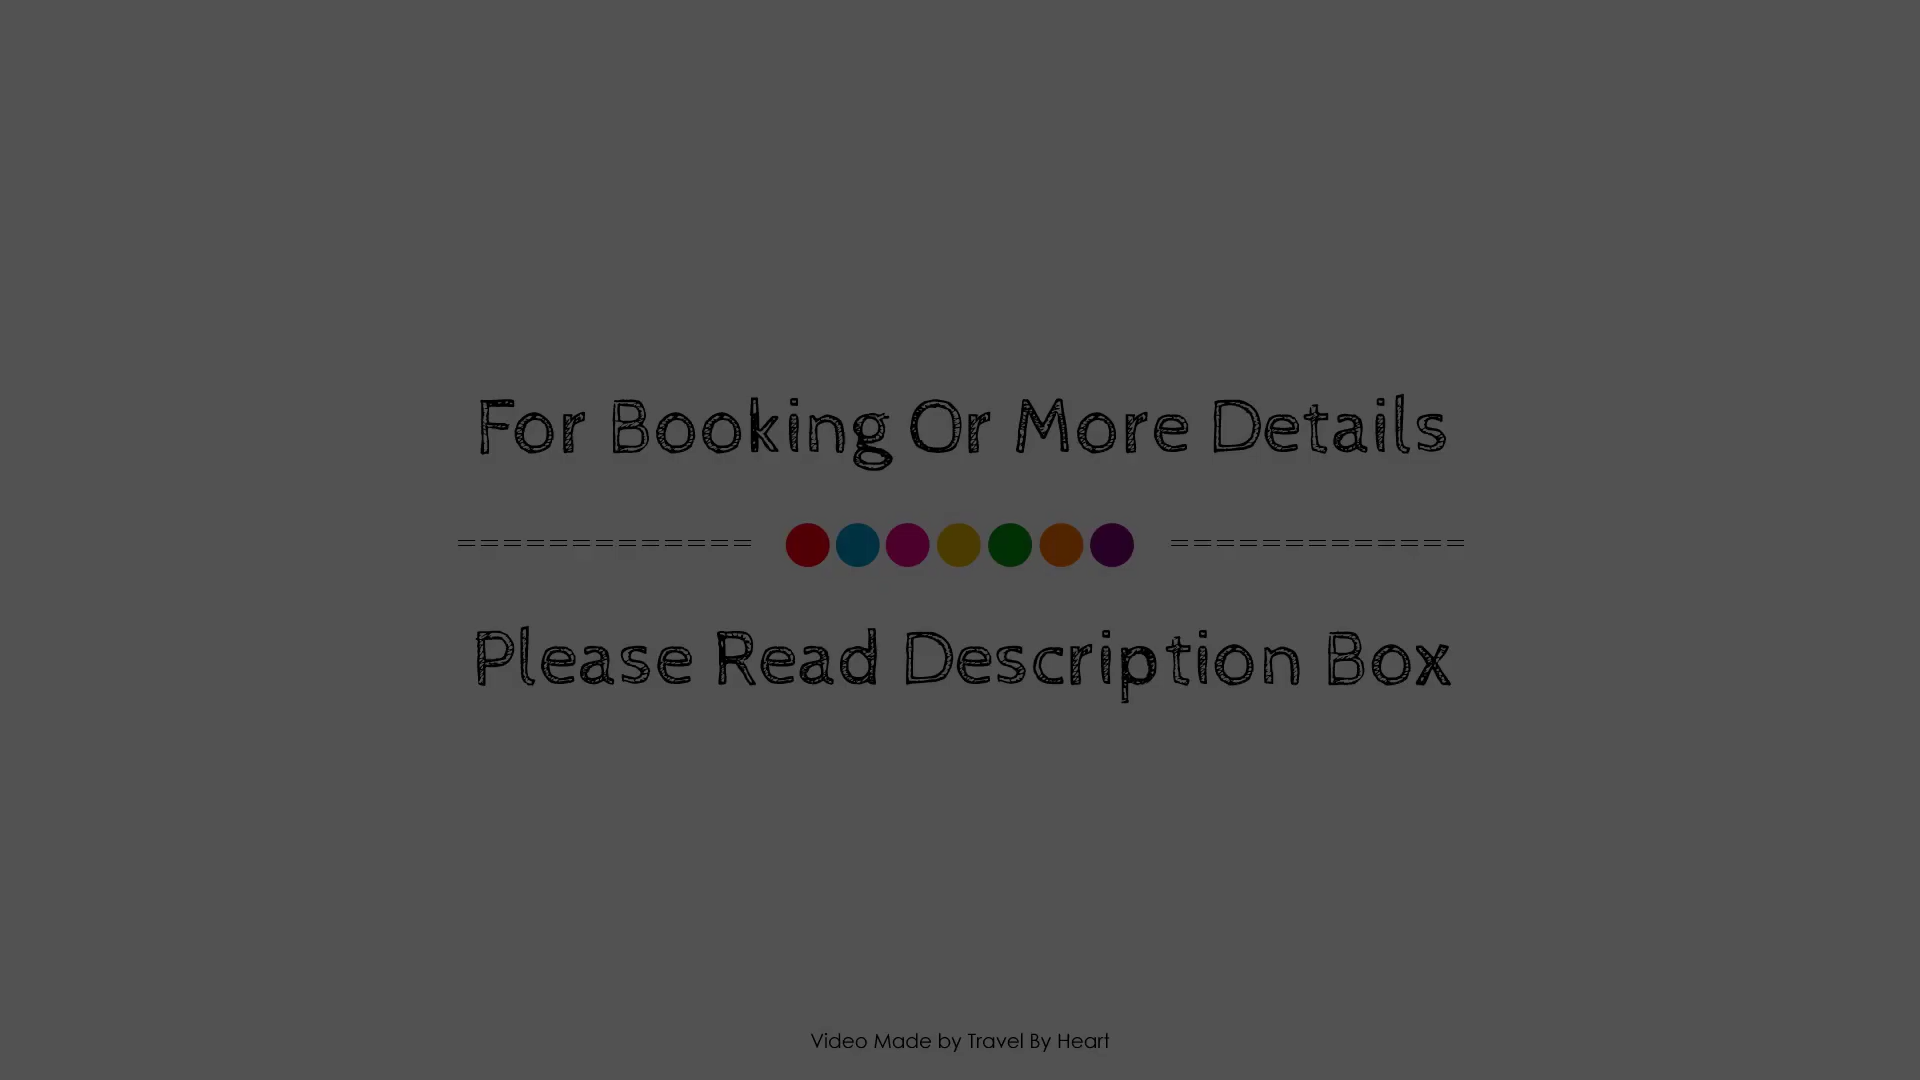 For Booking Or More Details
============= =============
Please Read Description Box
Video Made by Travel By Heart